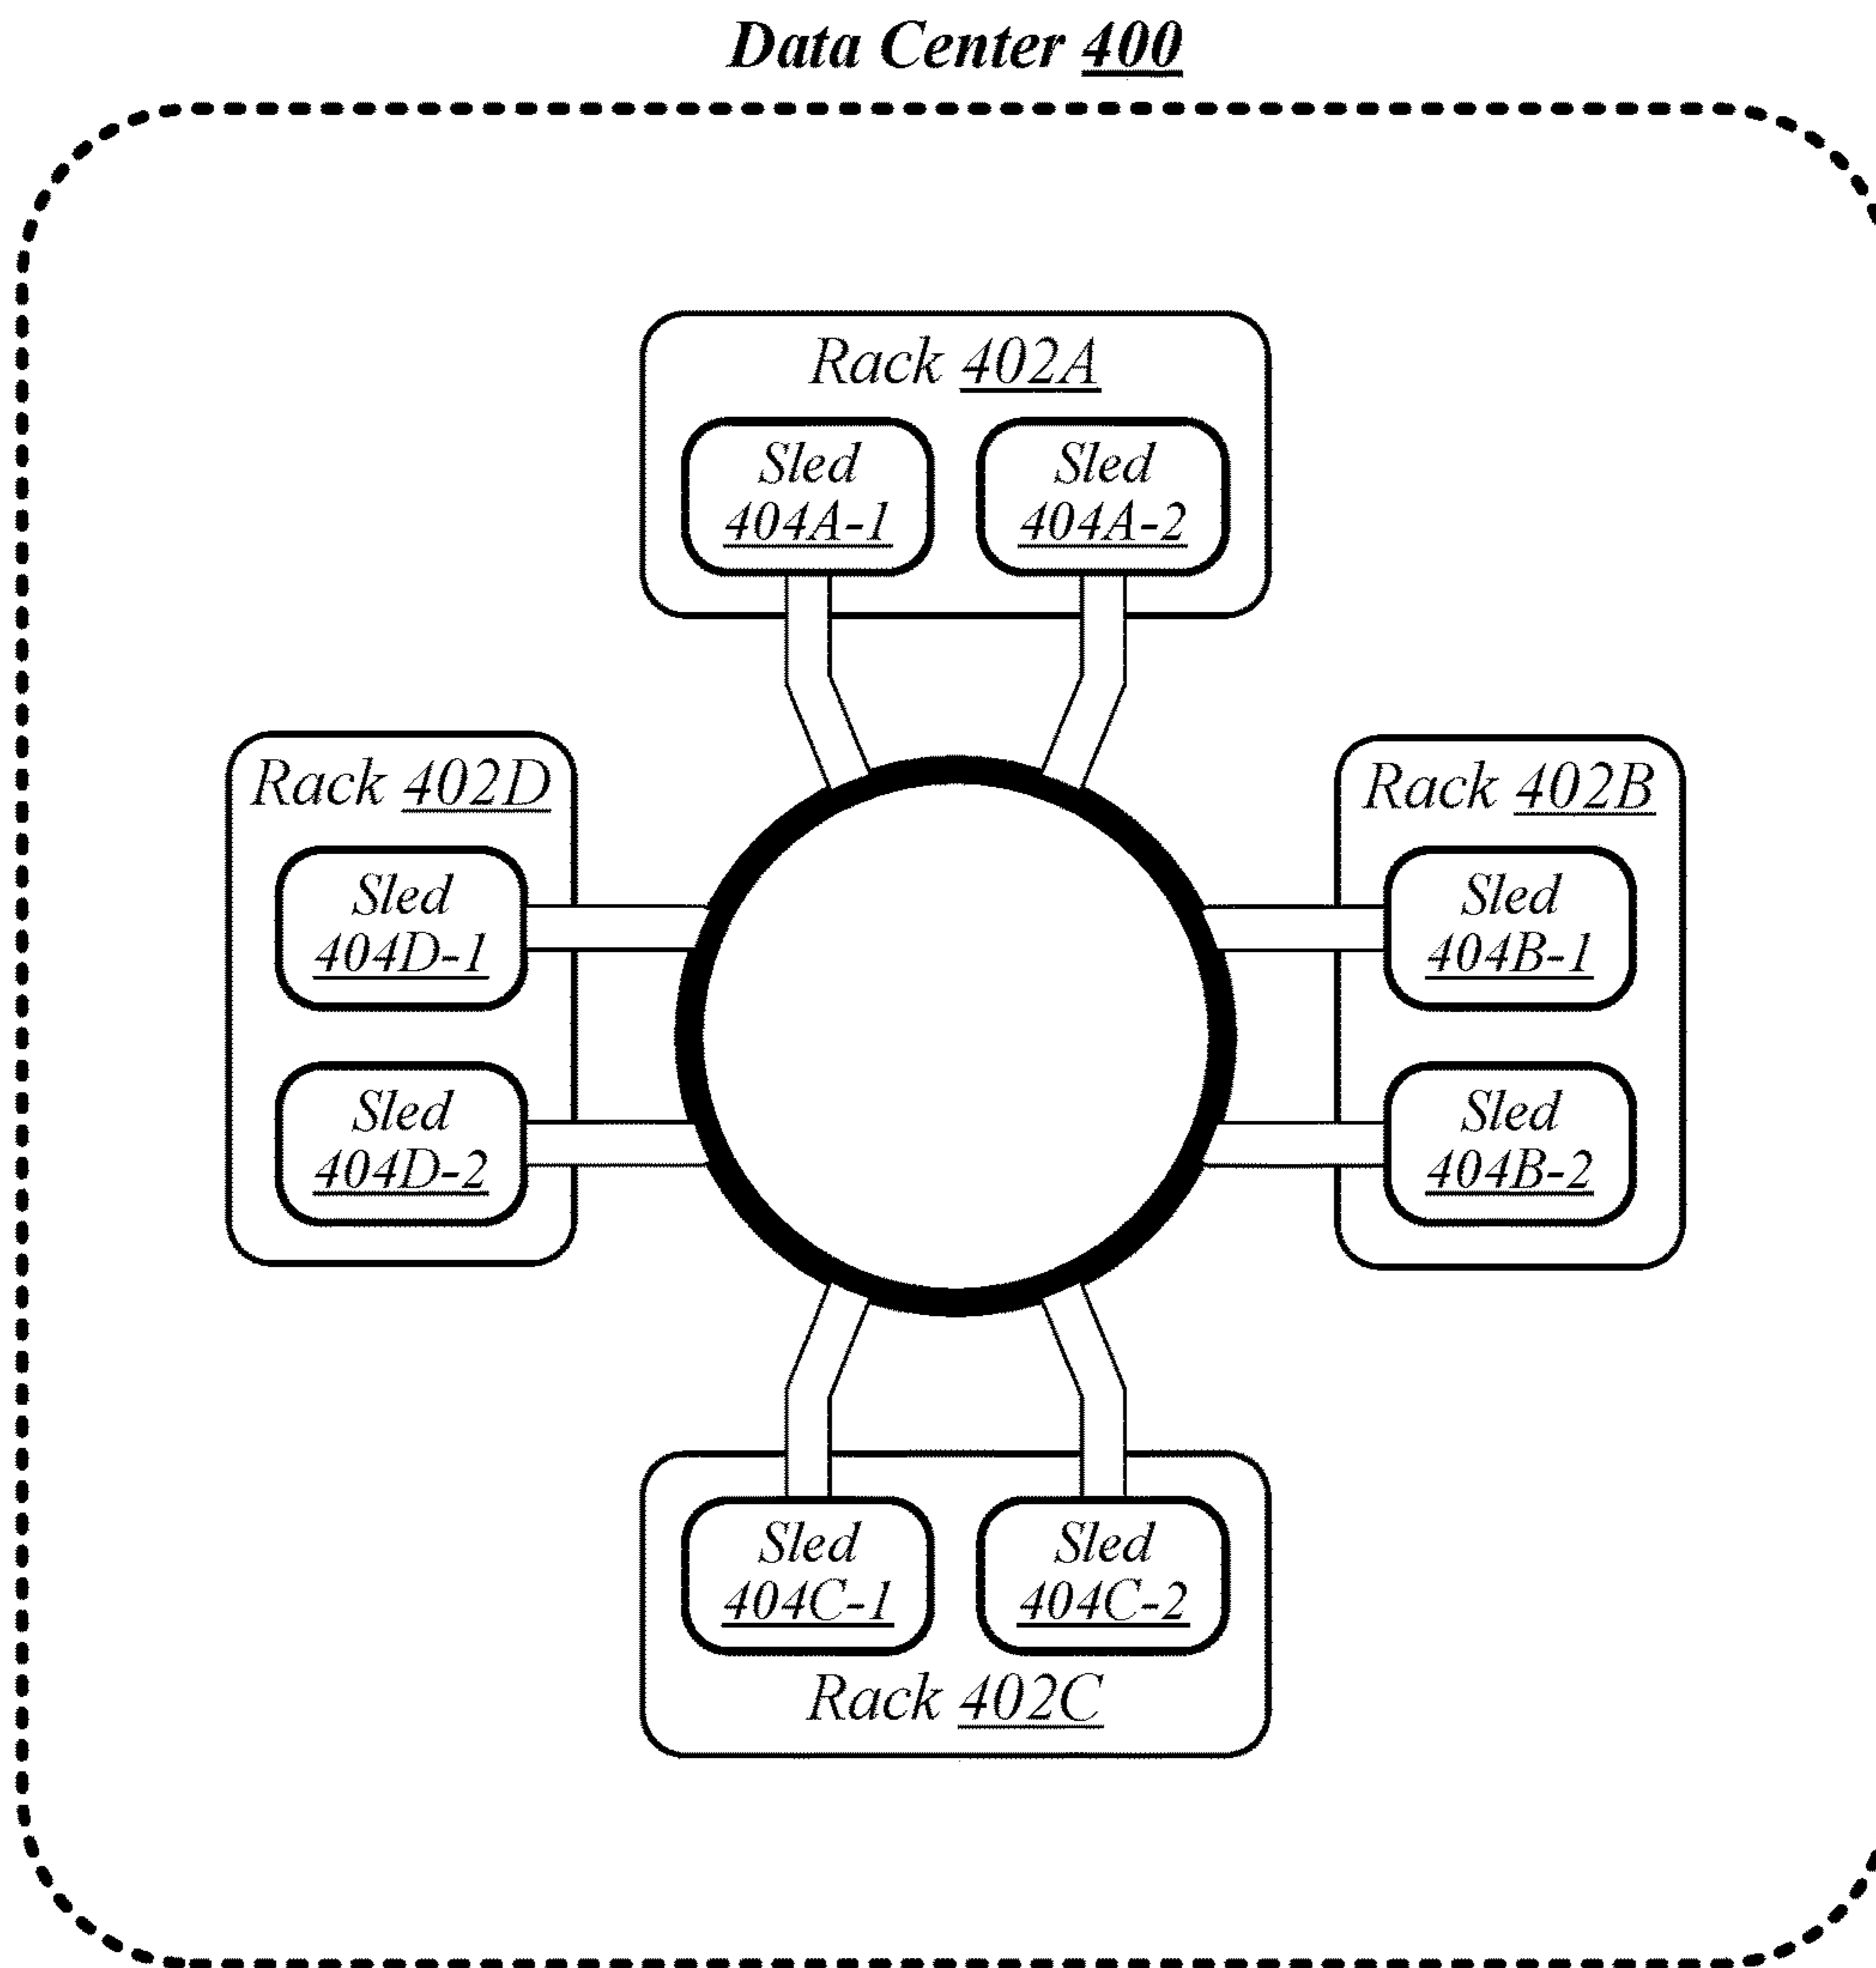 Data Center 400
Rack 402A
Sled
404A-1
Sled
404A-2
Rack 402D
Sled
404D-1
Sled
404D-2
Rack 402B
Sled
404B-1
Sled
404B-2
Sled
404C-1
Sled
404C-2
Rack 402C